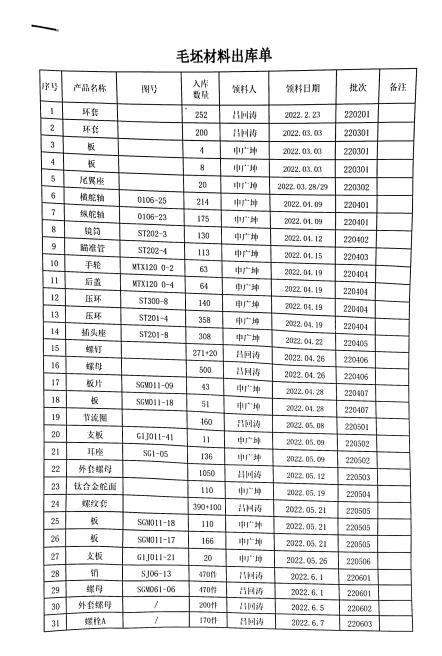 毛坯材料出库单
序号 产品名称 图号 入库数量 领料人 领料日期 批次 备注
1 环套 252 吕回涛 2022.2.23 220201
2 环套 200 吕回涛 2022.03.03 220301
3 板 4 申广坤 2022.03.03 220301
4 板 8 申广坤 2022.03.03 220301
5 尾翼座 20 申广坤 2022.03.28/29 220302
6 横舵轴 0106-25 214 申广坤 2022.04.09 220401
7 纵舵轴 0106-23 175 申广坤 2022.04.09 220401
8 镜筒 ST202-3 130 申广坤 2022.04.12 220402
9 瞄准管 ST202-4 113 申广坤 2022.04.15 220403
10 手轮 MTX120 0-2 63 申广坤 2022.04.19 220404
11 后盖 MTX120 0-4 64 申广坤 2022.04.19 220404
12 压环 ST300-8 140 申广坤 2022.04.19 220404
13 压环 ST201-4 358 申广坤 2022.04.19 220404
14 插头座 ST201-8 308 申广坤 2022.04.22 220405
15 螺钉 271+20 吕回涛 2022.04.26 220406
16 螺母 500 吕回涛 2022.04.26 220406
17 板片 SGM011-09 43 申广坤 2022.04.28 220407
18 板 SGM011-18 51 申广坤 2022.04.28 220407
19 节流圈 460 吕回涛 2022.05.08 220501
20 支板 G1J011-41 11 申广坤 2022.05.09 220502
21 耳座 SG1-05 136 申广坤 2022.05.09 220502
22 外套螺母 1050 吕回涛 2022.05.12 220503
23 钛合金舵面 110 申广坤 2022.05.19 220504
24 螺纹套 390+100 吕回涛 2022.05.21 220505
25 板 SGM011-18 110 申广坤 2022.05.21 220505
26 板 SGM011-17 166 申广坤 2022.05.21 220505
27 支板 G1J011-21 20 申广坤 2022.05.26 220506
28 销 SJ06-13 470件 吕回涛 2022.6.1 220601
29 螺母 SGM061-06 470件 吕回涛 2022.6.1 220601
30 外套螺母 / 200件 吕回涛 2022.6.5 220602
31 螺栓A / 170件 吕回涛 2022.6.7 220603